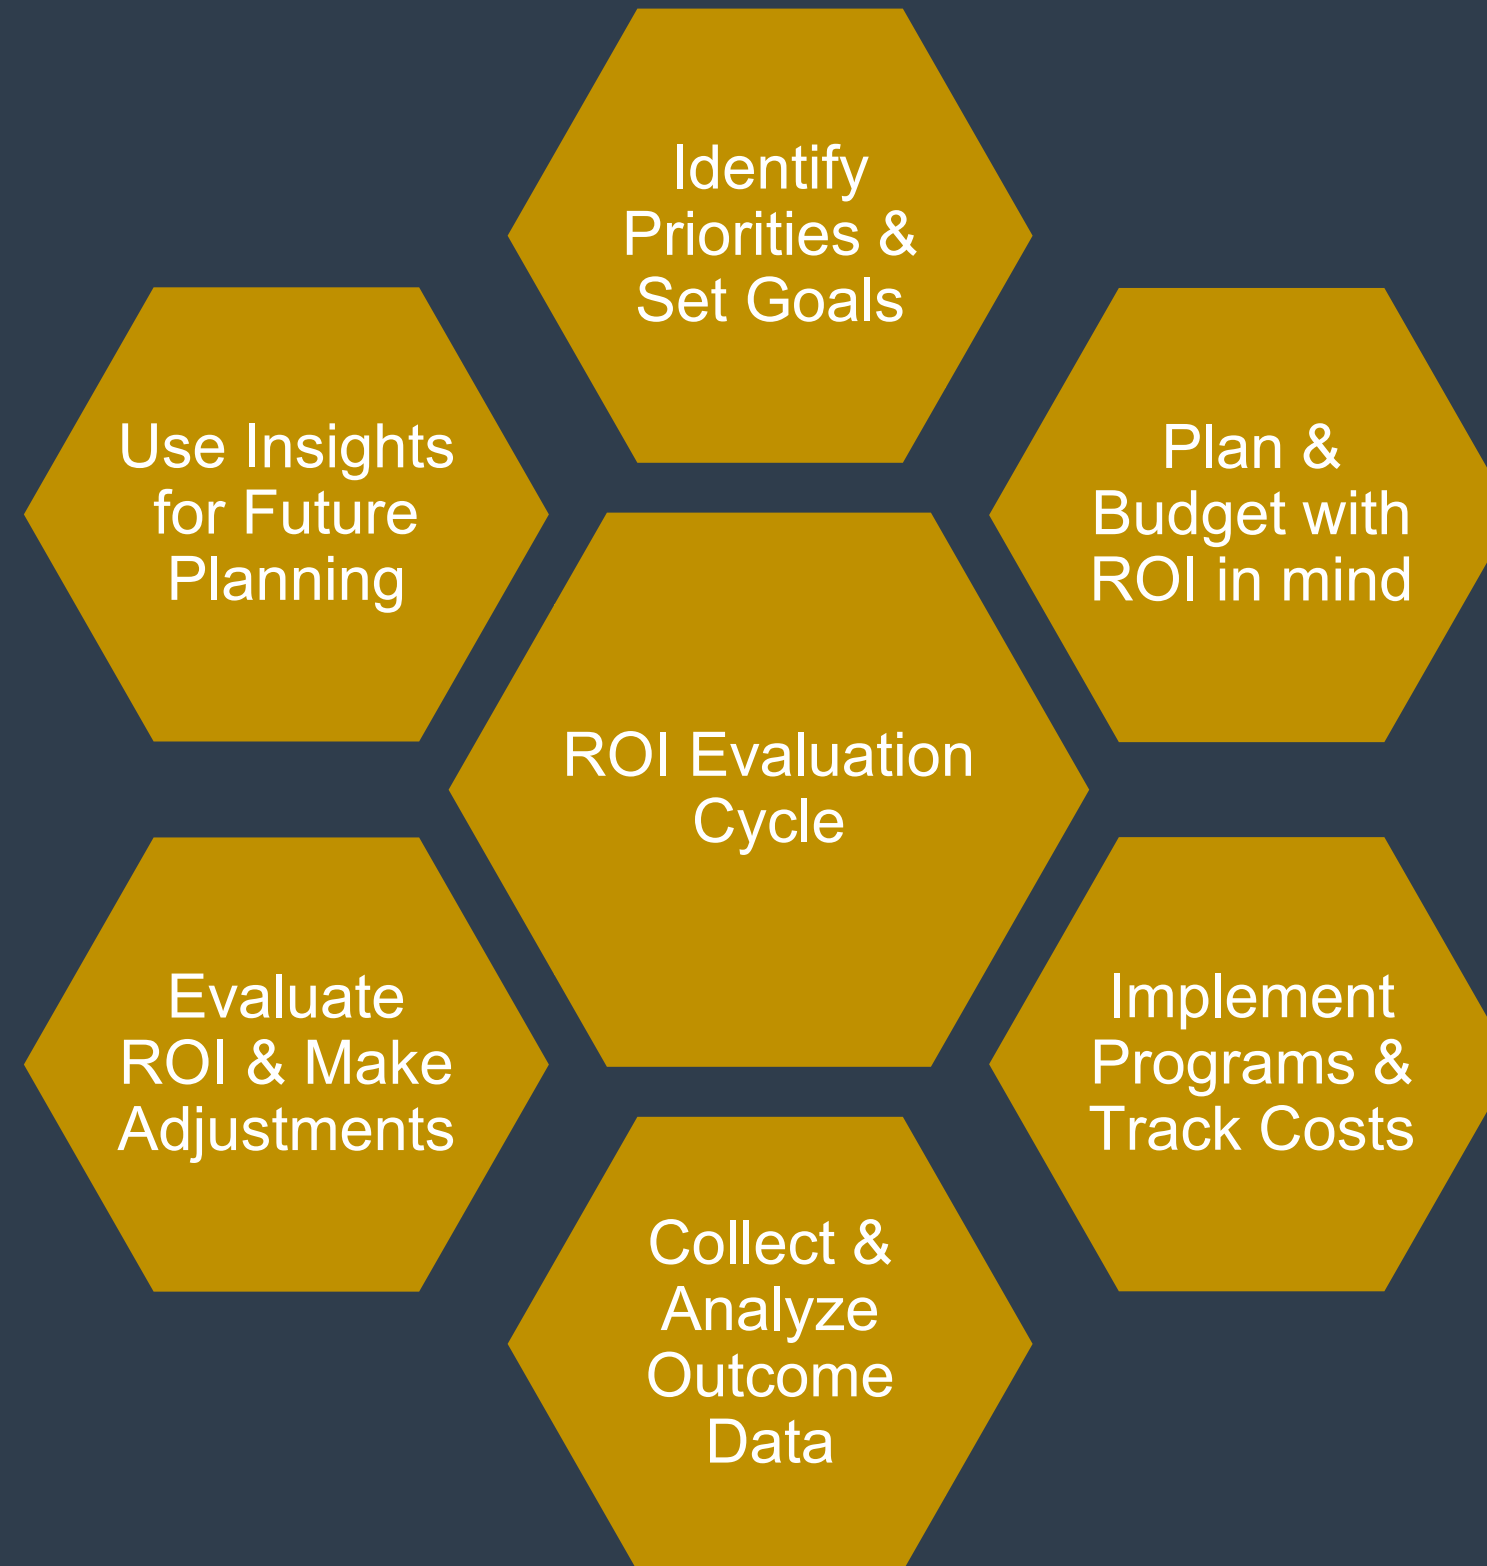 Identify
Priorities &
Set Goals
Plan &
Budget with
ROI in mind
Implement
Programs &
Track Costs
Collect &
Analyze
Outcome
Data
Evaluate
ROI & Make
Adjustments
Use Insights
for Future
Planning
ROI Evaluation
Cycle